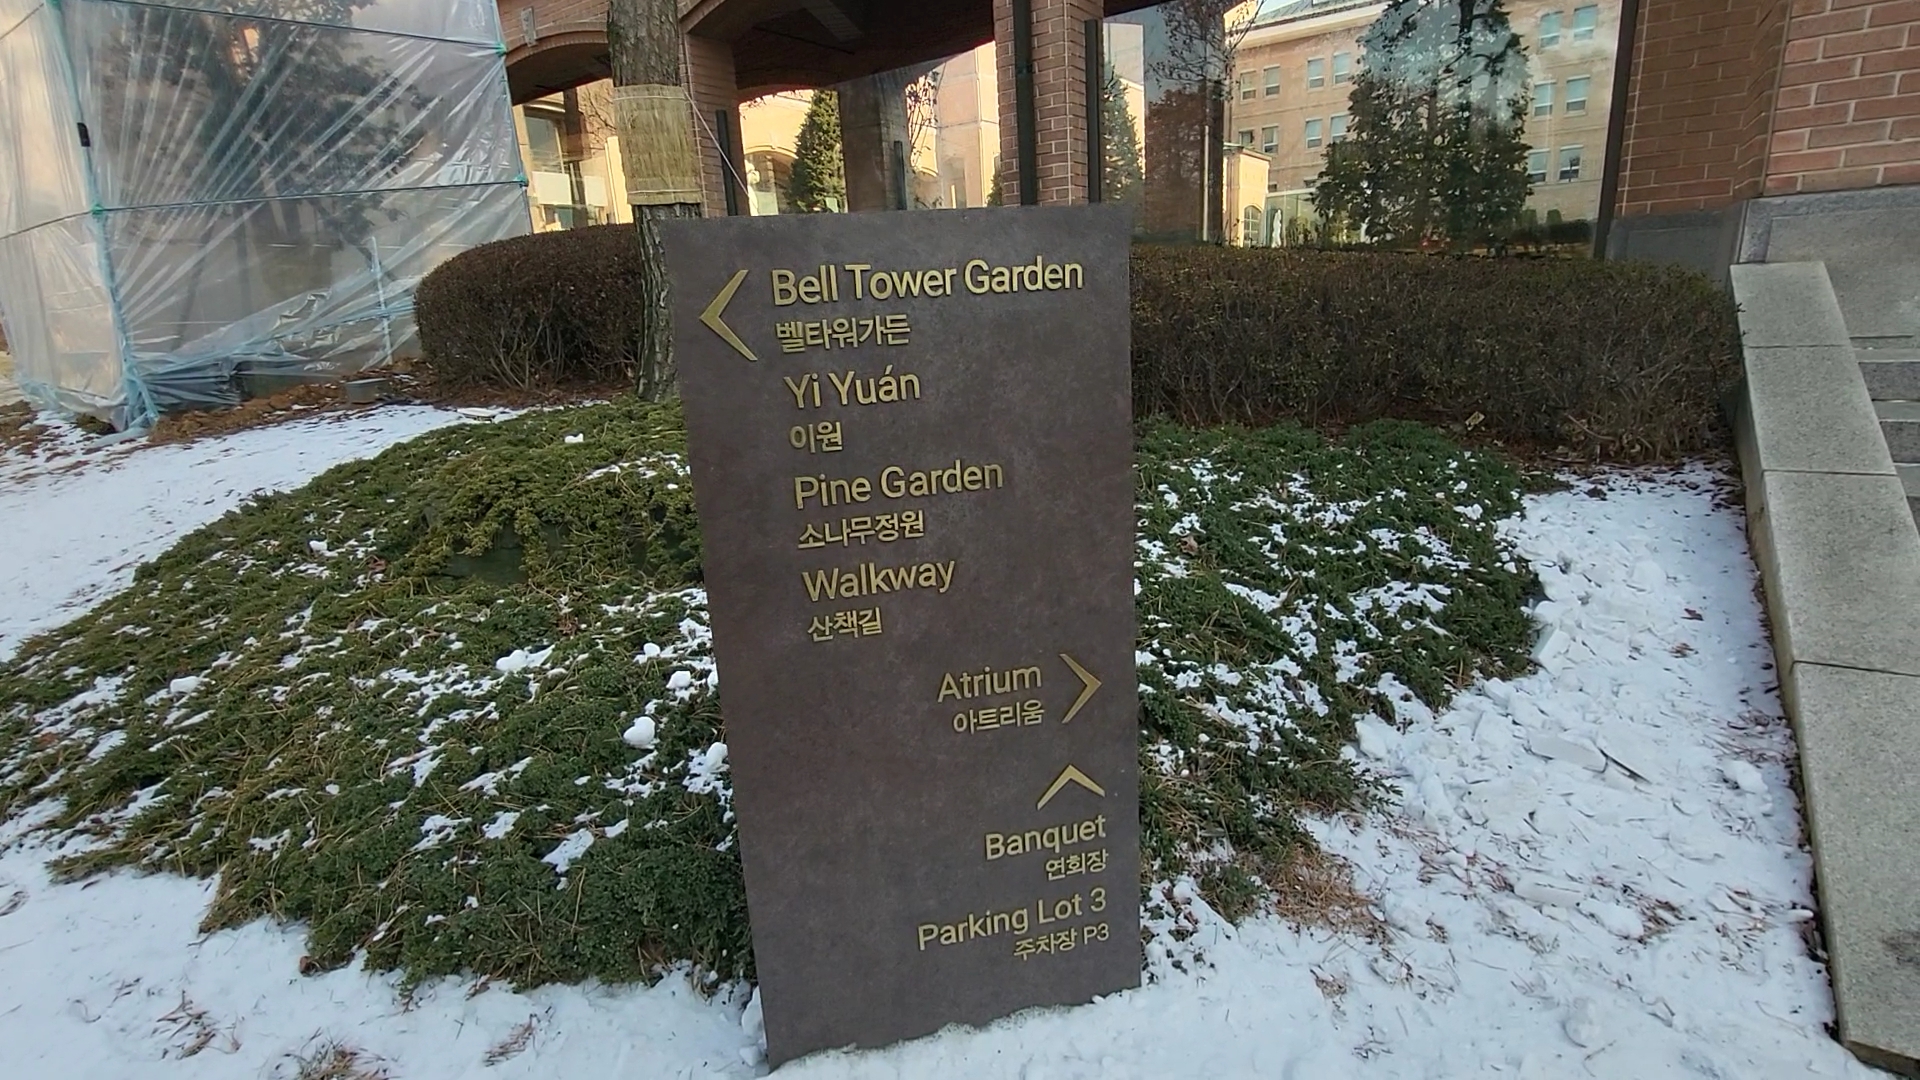 Bell Tower Garden
벨타워가든
Yi Yuán
이원
Pine Garden
소나무정원
Walkway
산책길
Atrium
아트리움
Banquet
연회장
Parking Lot 3
주차장 P3